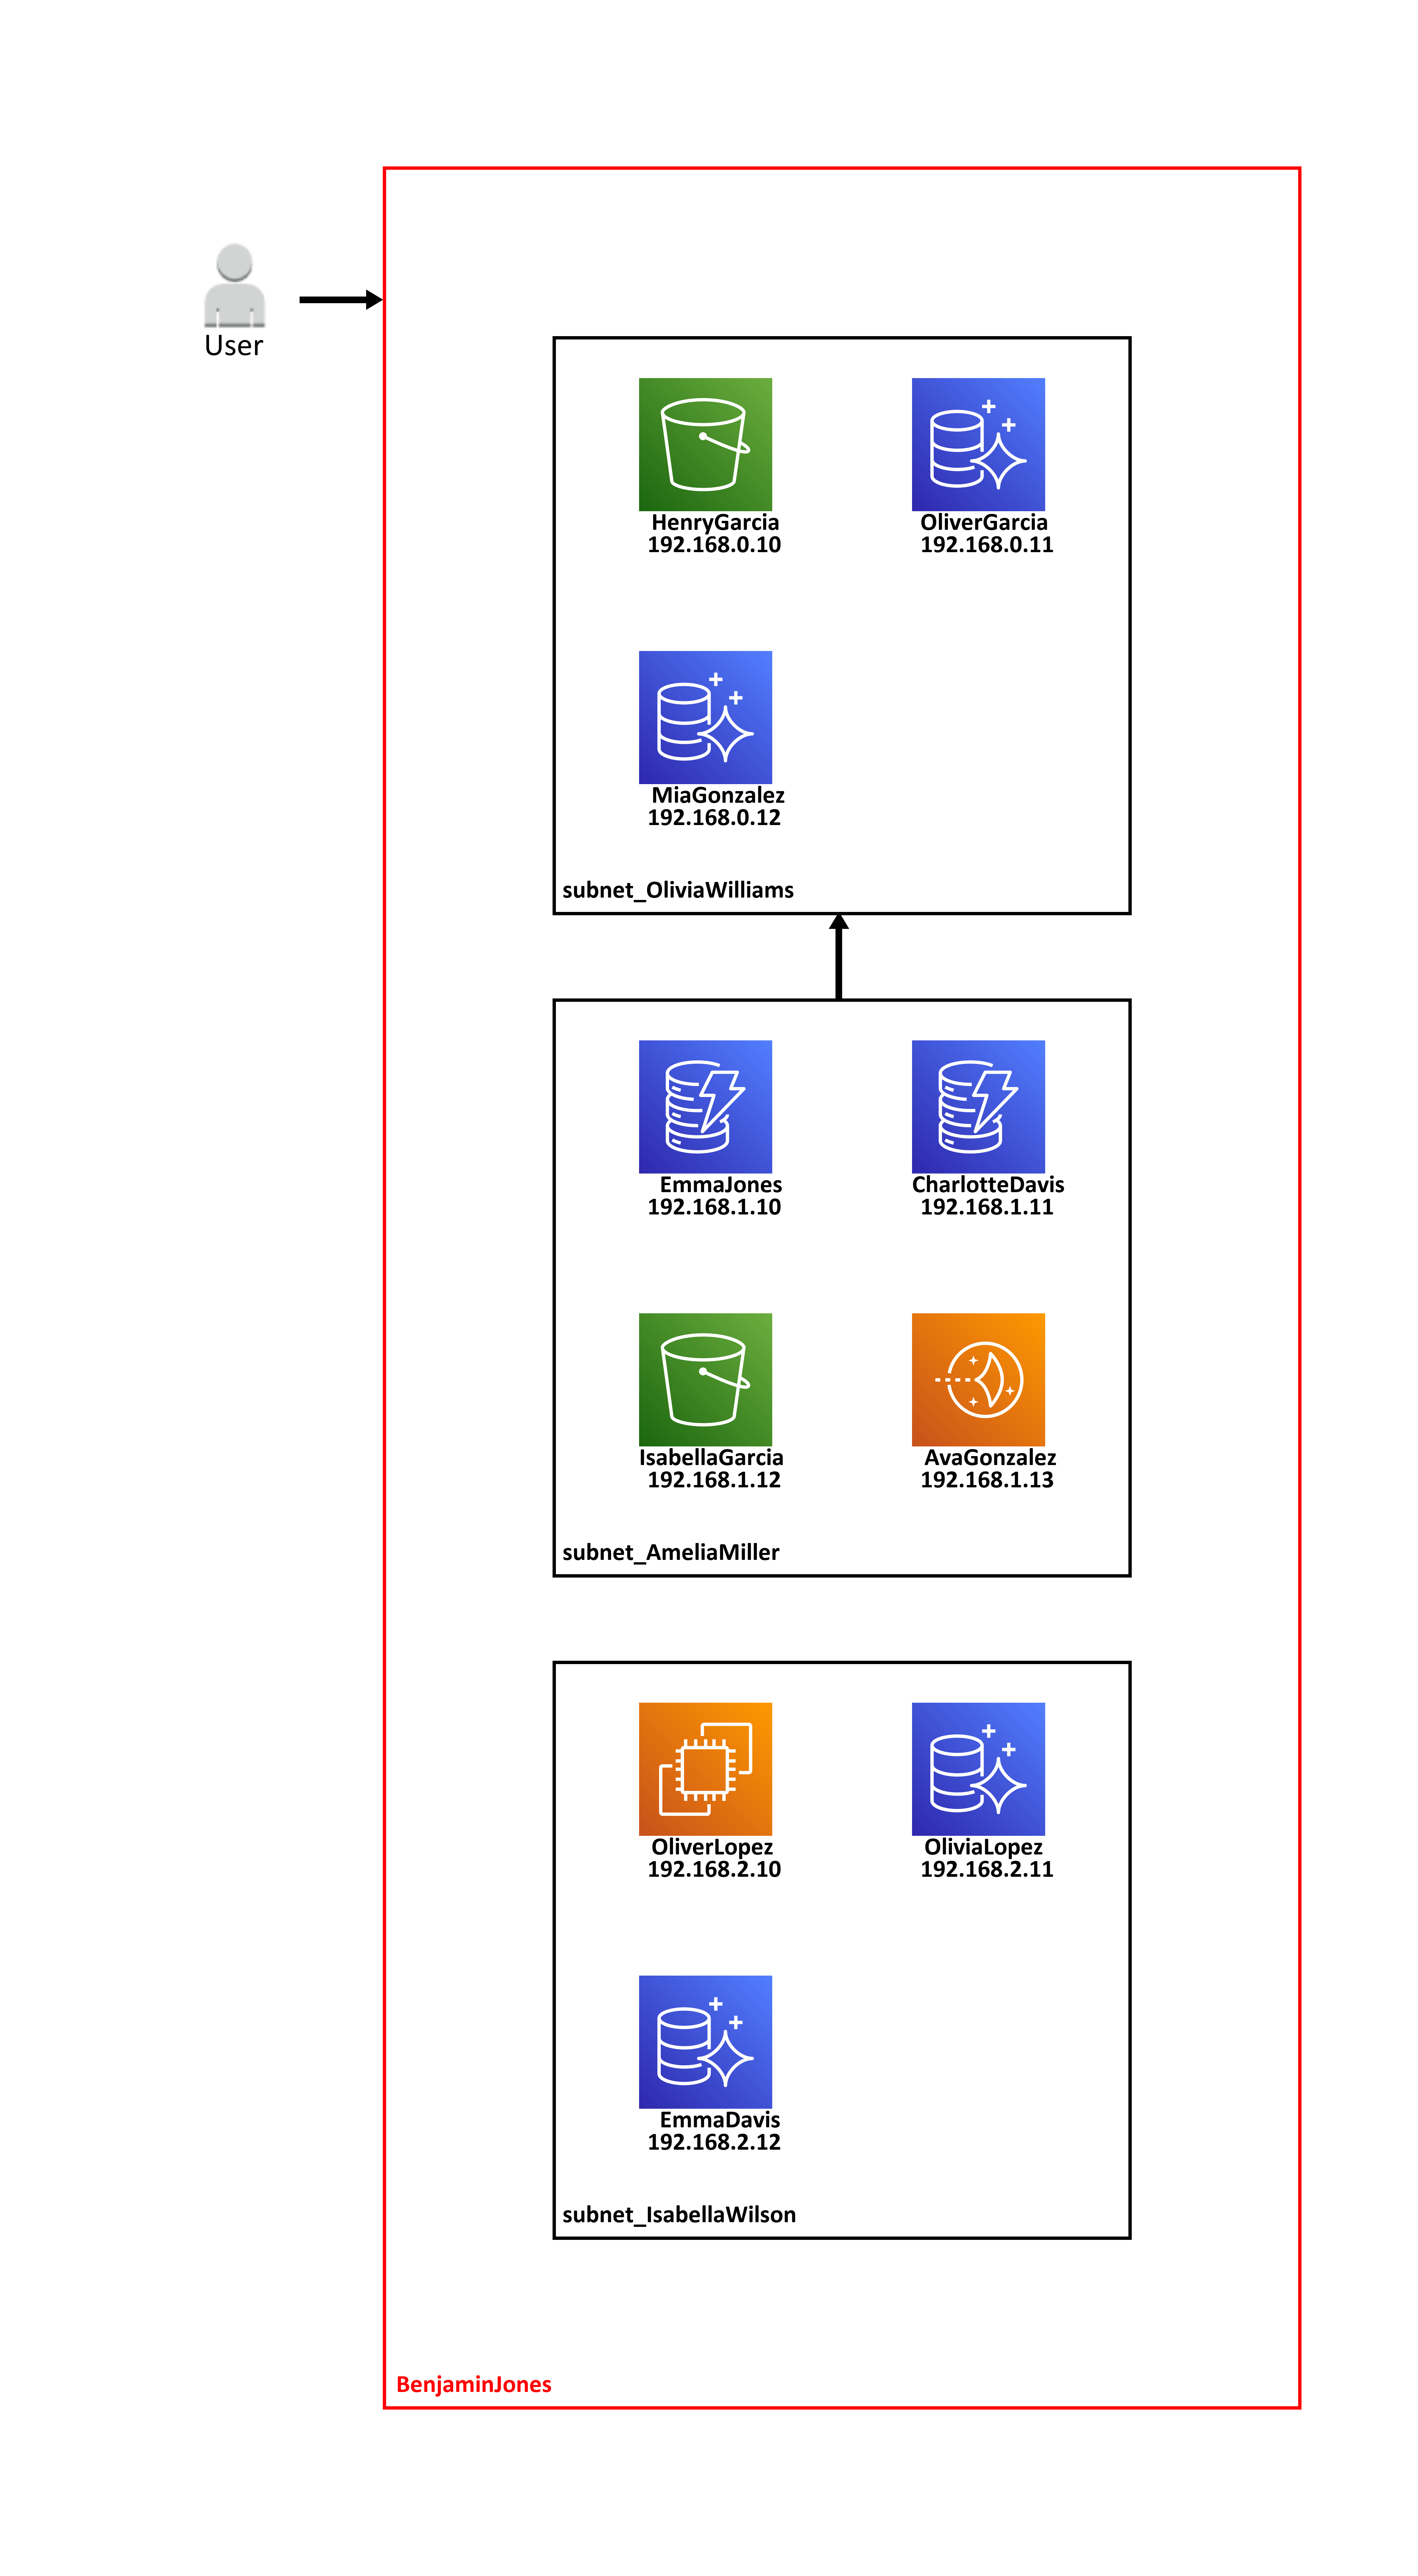 User
HenryGarcia
192.168.0.10
OliverGarcia
192.168.0.11
MiaGonzalez
192.168.0.12
subnet_OliviaWilliams
EmmaJones
192.168.1.10
CharlotteDavis
192.168.1.11
IsabellaGarcia
192.168.1.12
AvaGonzalez
192.168.1.13
subnet_AmeliaMiller
OliverLopez
192.168.2.10
OliviaLopez
192.168.2.11
EmmaDavis
192.168.2.12
subnet_IsabellaWilson
BenjaminJones